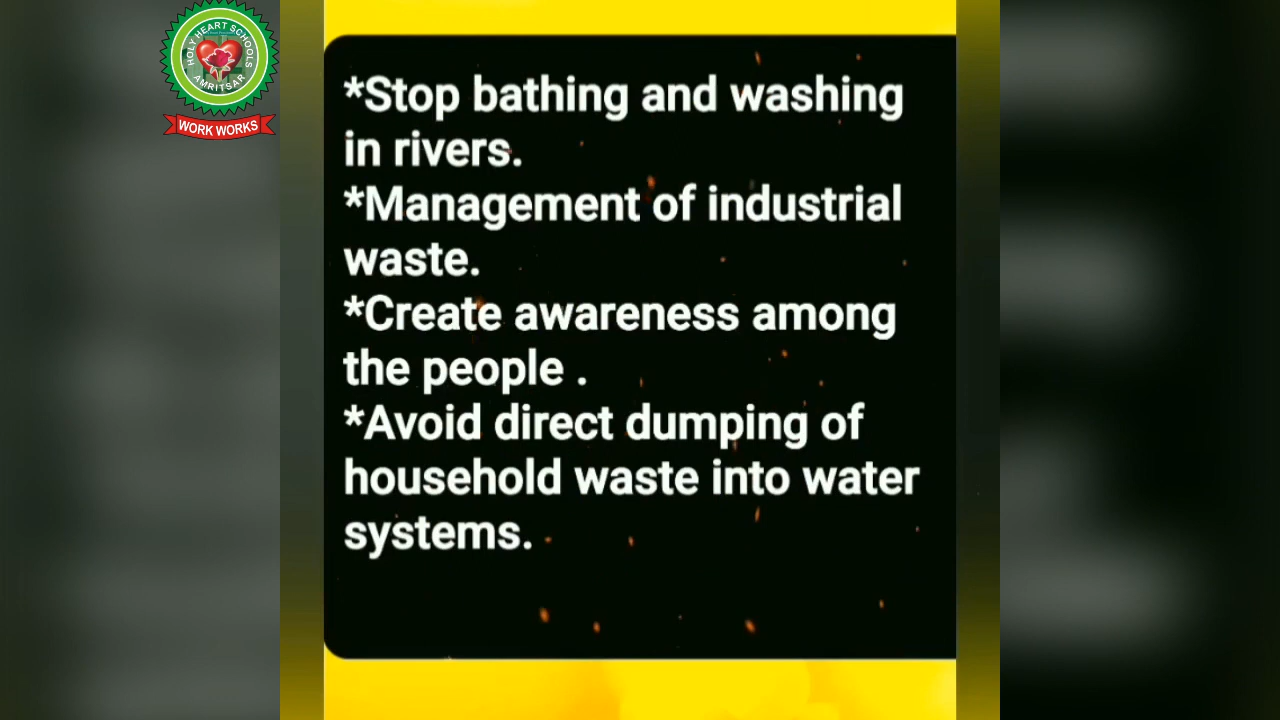 HOLY HEART SCHOOLS
AMRITSAR
WORK WORKS
*Stop bathing and washing
in rivers.
*Management of industrial
waste.
*Create awareness among
the people .
*Avoid direct dumping of
household waste into water
systems.